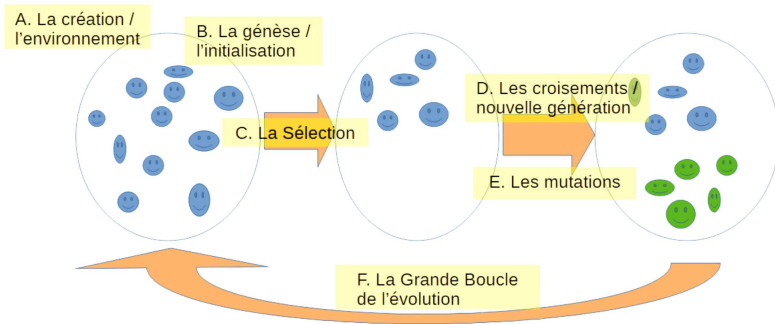 A. La création /
l'environnement
B. La génèse /
l'initialisation
C. La Sélection
D. Les croisements /
nouvelle génération
E. Les mutations
F. La Grande Boucle
de l'évolution